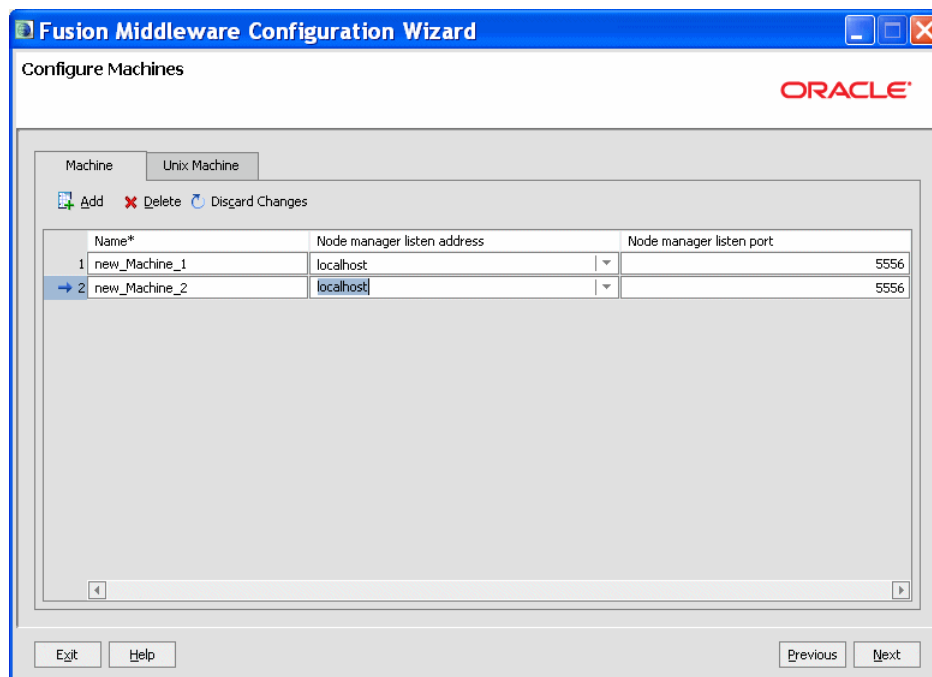 Fusion Middleware Configuration Wizard
Configure Machines
ORACLE
Machine Unix Machine
Add Delete Discard Changes
Name* Node manager listen address Node manager listen port
1 new_Machine_1 localhost 5556
2 new_Machine_2 localhost 5556
Exit Help Previous Next